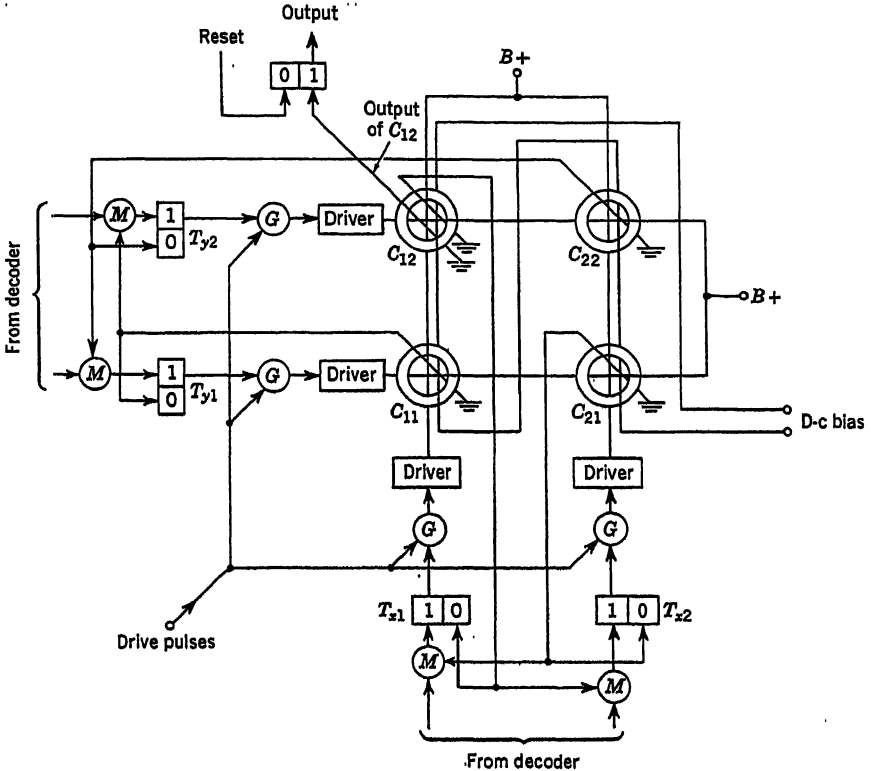 Output
Reset
0 1
B+
Output
of C12
M
1
0
Ty2
G
Driver
C12
C22
From decoder
B+
M
1
0
Ty1
G
Driver
C11
C21
D-c bias
Driver
Driver
G
G
Tx1
1 0
1 0
Tx2
Drive pulses
M
M
From decoder